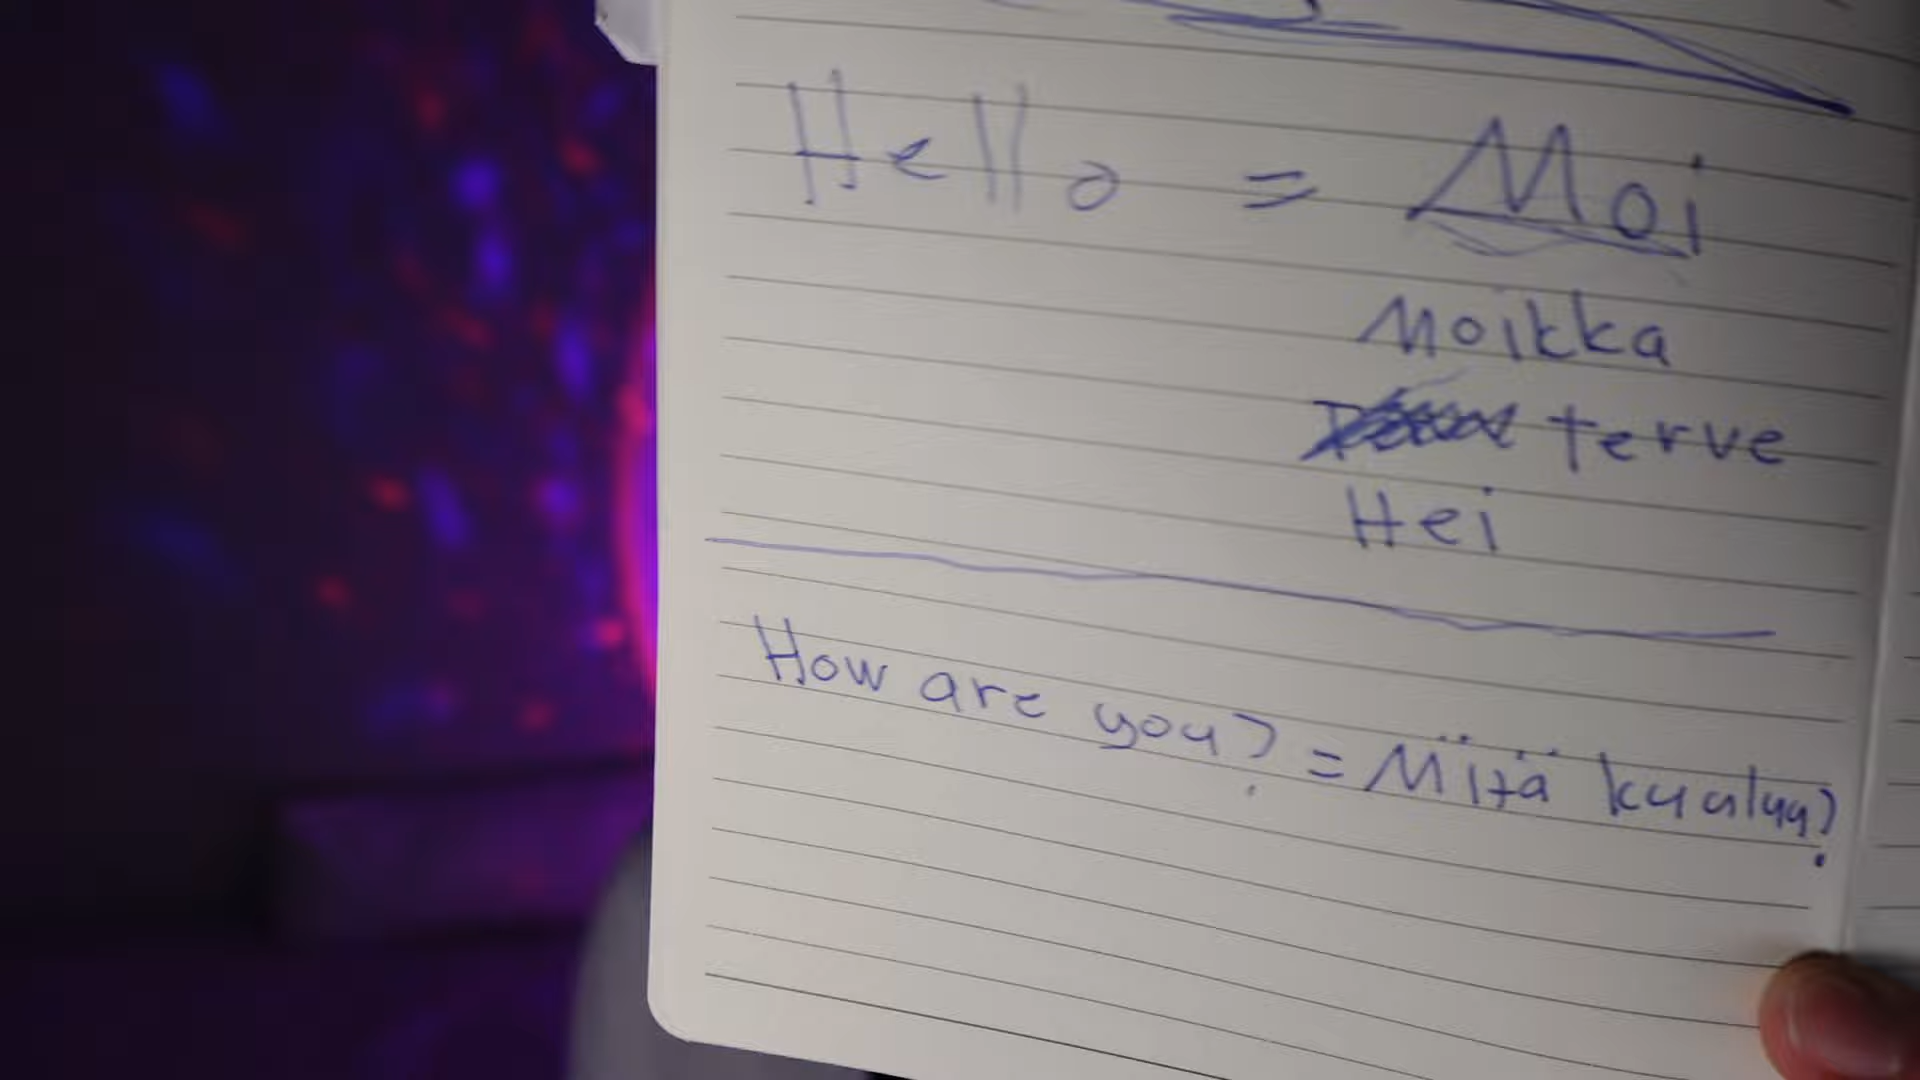 Hello = Moi
Moikka
terve
Hei
How are you? = Mitä kuuluu?